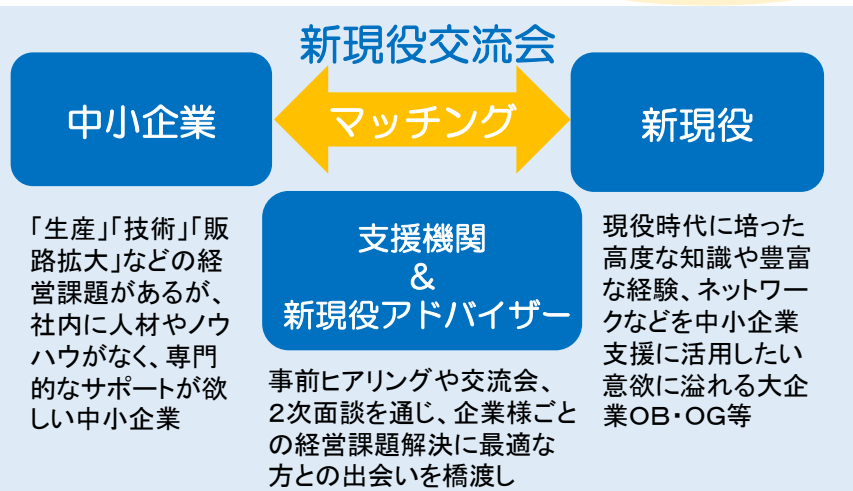 新現役交流会
中小企業
マッチング
新現役
「生産」「技術」「販
路拡大」などの経
営課題があるが、
社内に人材やノウ
ハウがなく、専門
的なサポートが欲
しい中小企業
支援機関
&
新現役アドバイザー
事前ヒアリングや交流会、
２次面談を通じ、企業様ごと
の経営課題解決に最適な
方との出会いを橋渡し
現役時代に培った
高度な知識や豊富
な経験、ネットワー
クなどを中小企業
支援に活用したい
意欲に溢れる大企
業ＯＢ・ＯＧ等